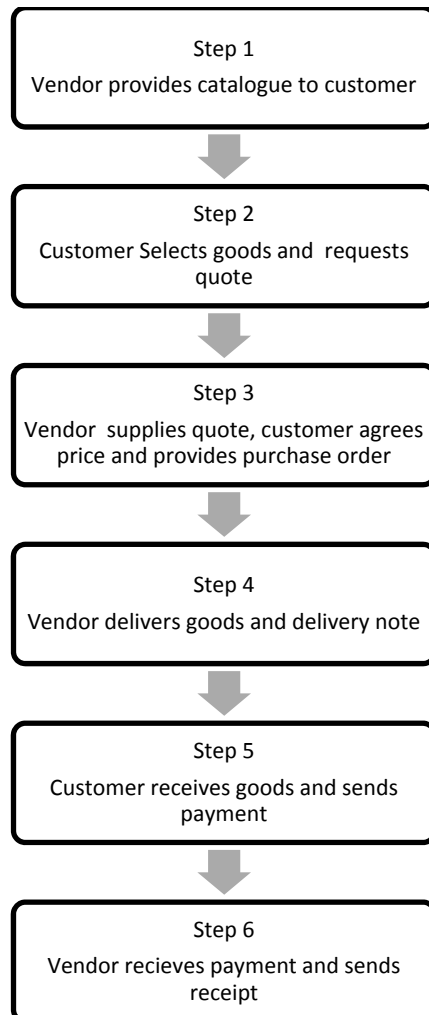 Step 1
Vendor provides catalogue to customer
Step 2
Customer Selects goods and requests
quote
Step 3
Vendor supplies quote, customer agrees
price and provides purchase order
Step 4
Vendor delivers goods and delivery note
Step 5
Customer receives goods and sends
payment
Step 6
Vendor recieves payment and sends
receipt